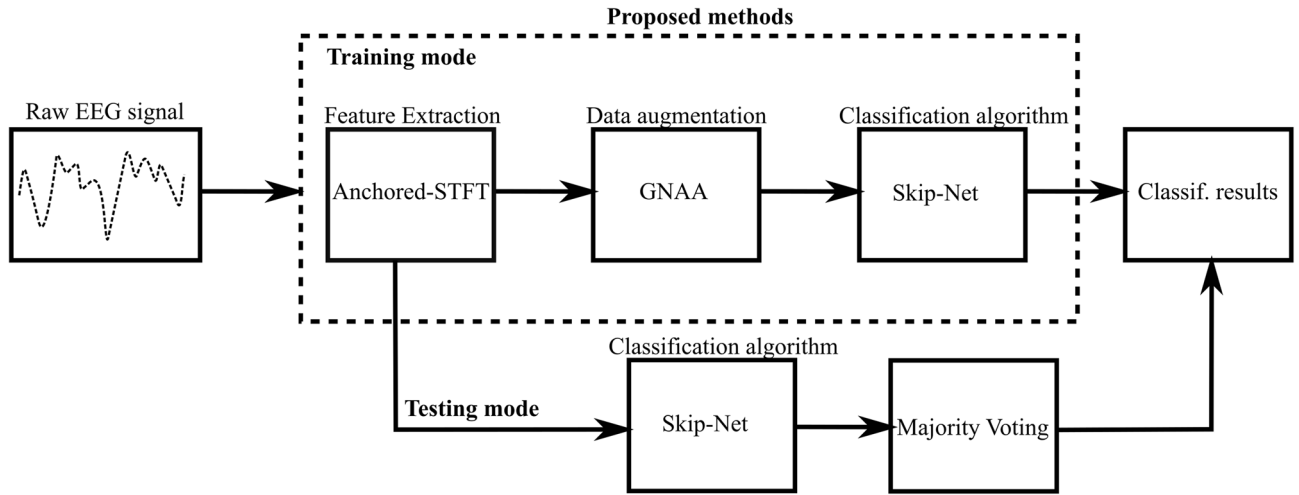 Proposed methods
Training mode
Raw EEG signal
Feature Extraction
Data augmentation
Classification algorithm
Anchored-STFT
GNAA
Skip-Net
Classif. results
Classification algorithm
Testing mode
Skip-Net
Majority Voting